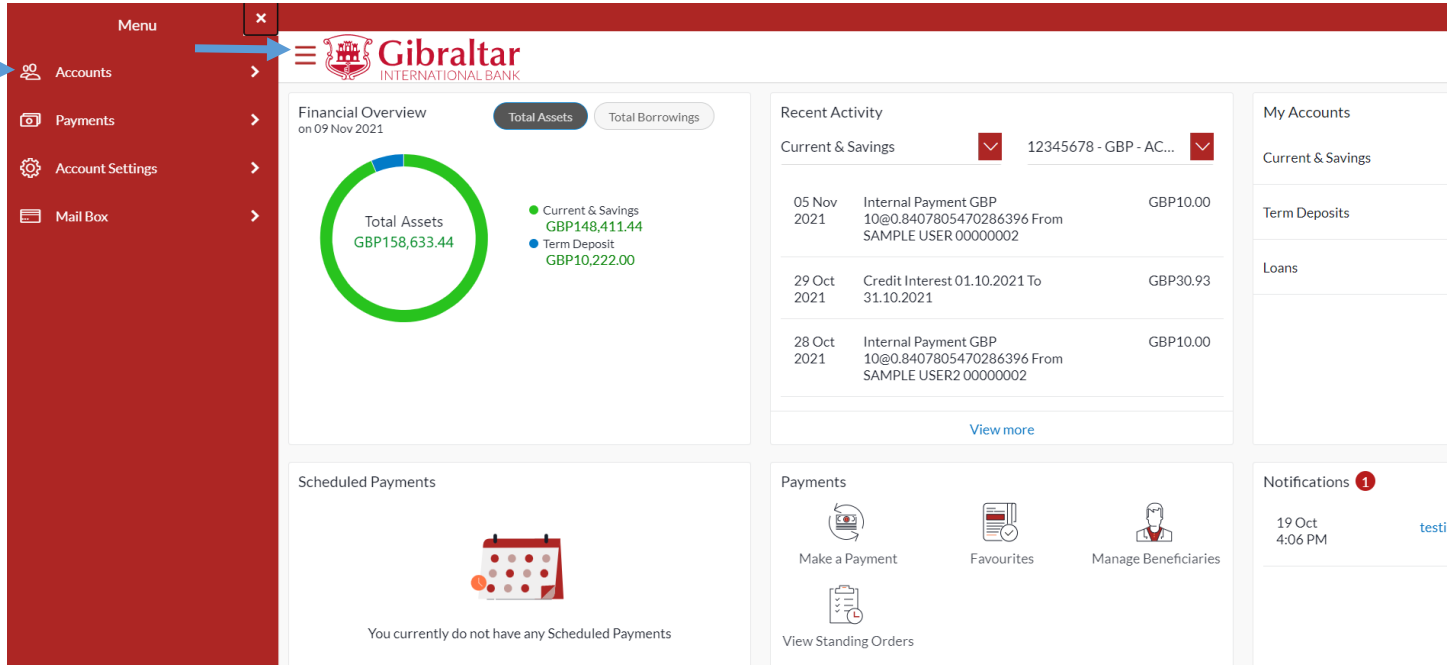 Menu
×
Accounts
Payments
Account Settings
Mail Box
Gibraltar
INTERNATIONAL BANK
Financial Overview
on 09 Nov 2021
Total Assets
Total Borrowings
Total Assets
GBP158,633.44
Current & Savings
GBP148,411.44
Term Deposit
GBP10,222.00
Recent Activity
Current & Savings
12345678 - GBP - AC...
05 Nov Internal Payment GBP GBP10.00
2021 10@0.8407805470286396 From
SAMPLE USER 00000002
29 Oct Credit Interest 01.10.2021 To GBP30.93
2021 31.10.2021
28 Oct Internal Payment GBP GBP10.00
2021 10@0.8407805470286396 From
SAMPLE USER2 00000002
View more
My Accounts
Current & Savings
Term Deposits
Loans
Scheduled Payments
You currently do not have any Scheduled Payments
Payments
Make a Payment
Favourites
Manage Beneficiaries
View Standing Orders
Notifications 1
19 Oct testi
4:06 PM